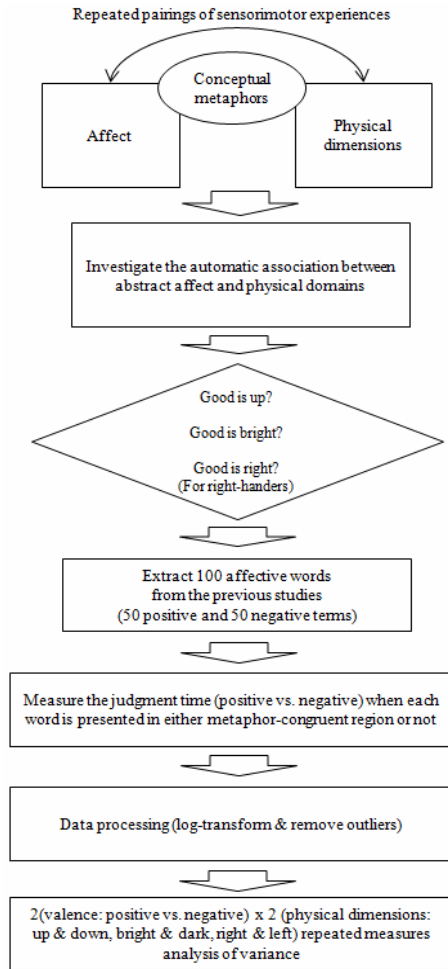 Repeated pairings of sensorimotor experiences
Conceptual
metaphors
Affect
Physical
dimensions
Investigate the automatic association between
abstract affect and physical domains
Good is up?
Good is bright?
Good is right?
(For right-handers)
Extract 100 affective words
from the previous studies
(50 positive and 50 negative terms)
Measure the judgment time (positive vs. negative) when each
word is presented in either metaphor-congruent region or not
Data processing (log-transform & remove outliers)
2(valence: positive vs. negative) x 2 (physical dimensions:
up & down, bright & dark, right & left) repeated measures
analysis of variance